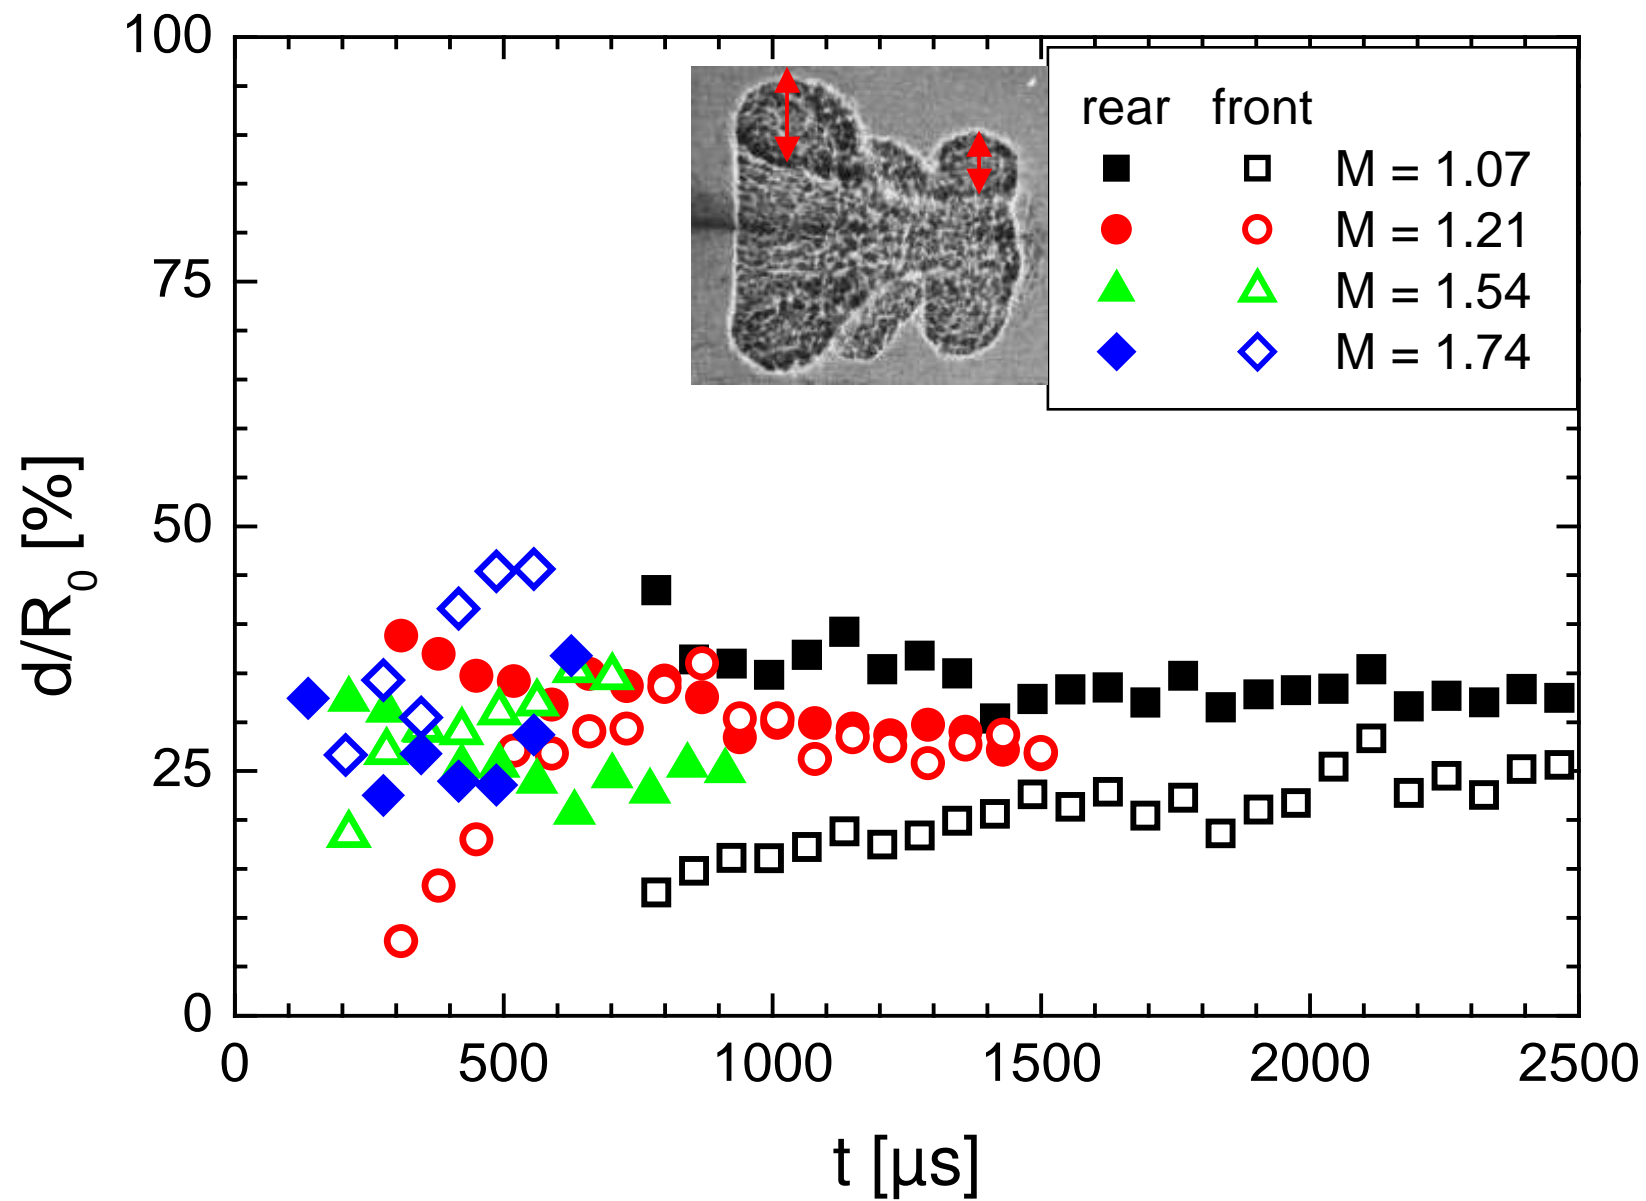 100
75
50
25
0
d/R₀ [%]
rear front
M = 1.07
M = 1.21
M = 1.54
M = 1.74
0 500 1000 1500 2000 2500
t [µs]